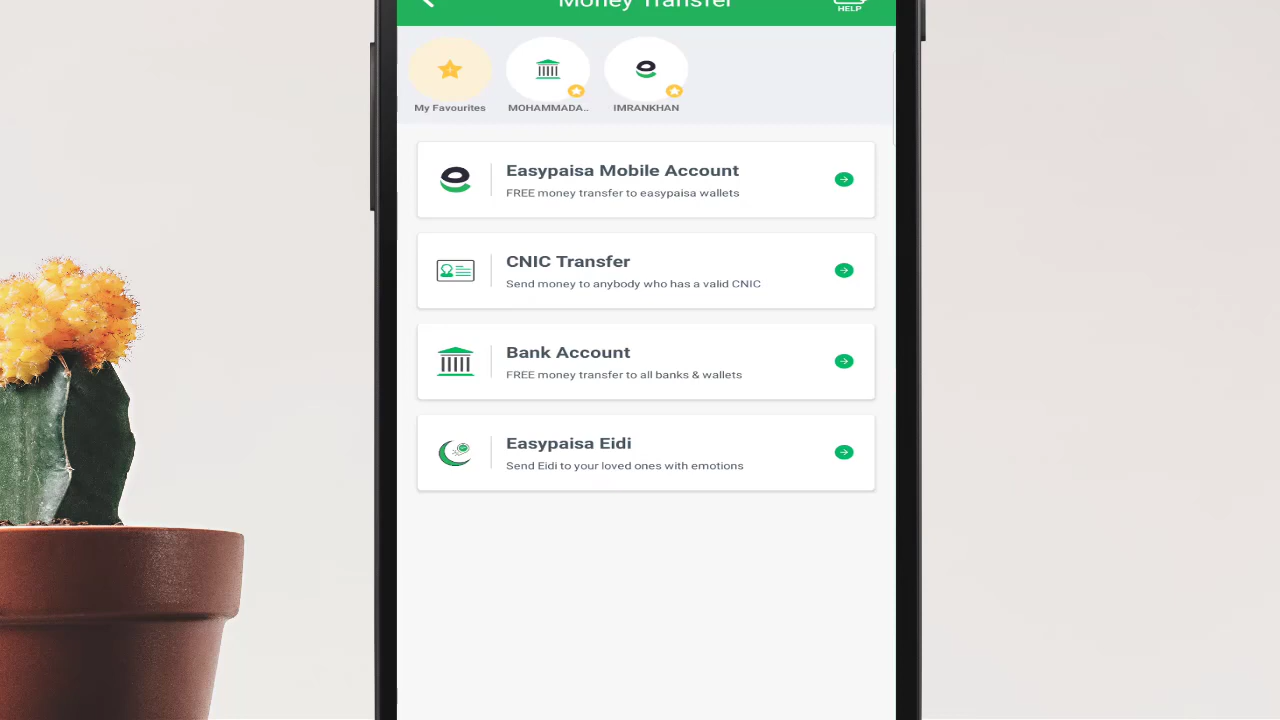 Money Transfer
HELP
My Favourites
MOHAMMADA..
IMRANKHAN
Easypaisa Mobile Account
FREE money transfer to easypaisa wallets
CNIC Transfer
Send money to anybody who has a valid CNIC
Bank Account
FREE money transfer to all banks & wallets
Easypaisa Eidi
Send Eidi to your loved ones with emotions